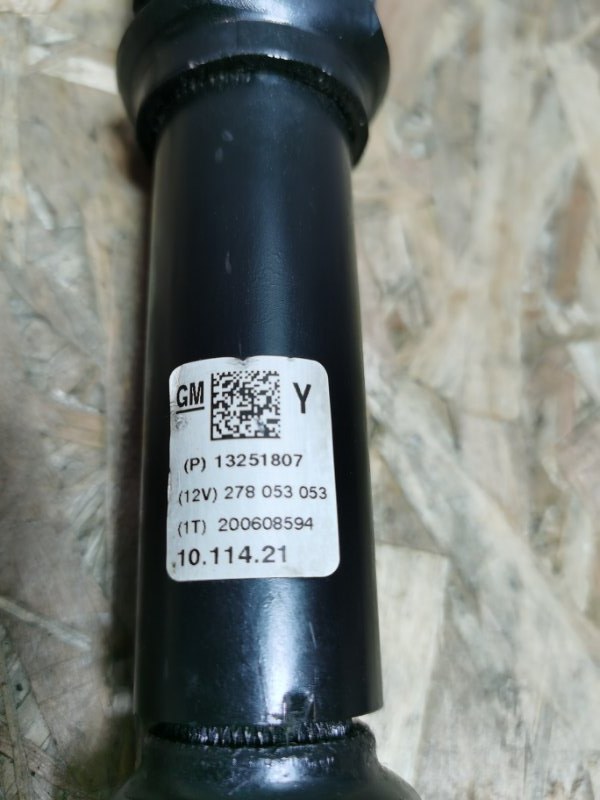 GM Y
(P) 13251807
(12V) 278 053 053
(1T) 200608594
10.114.21